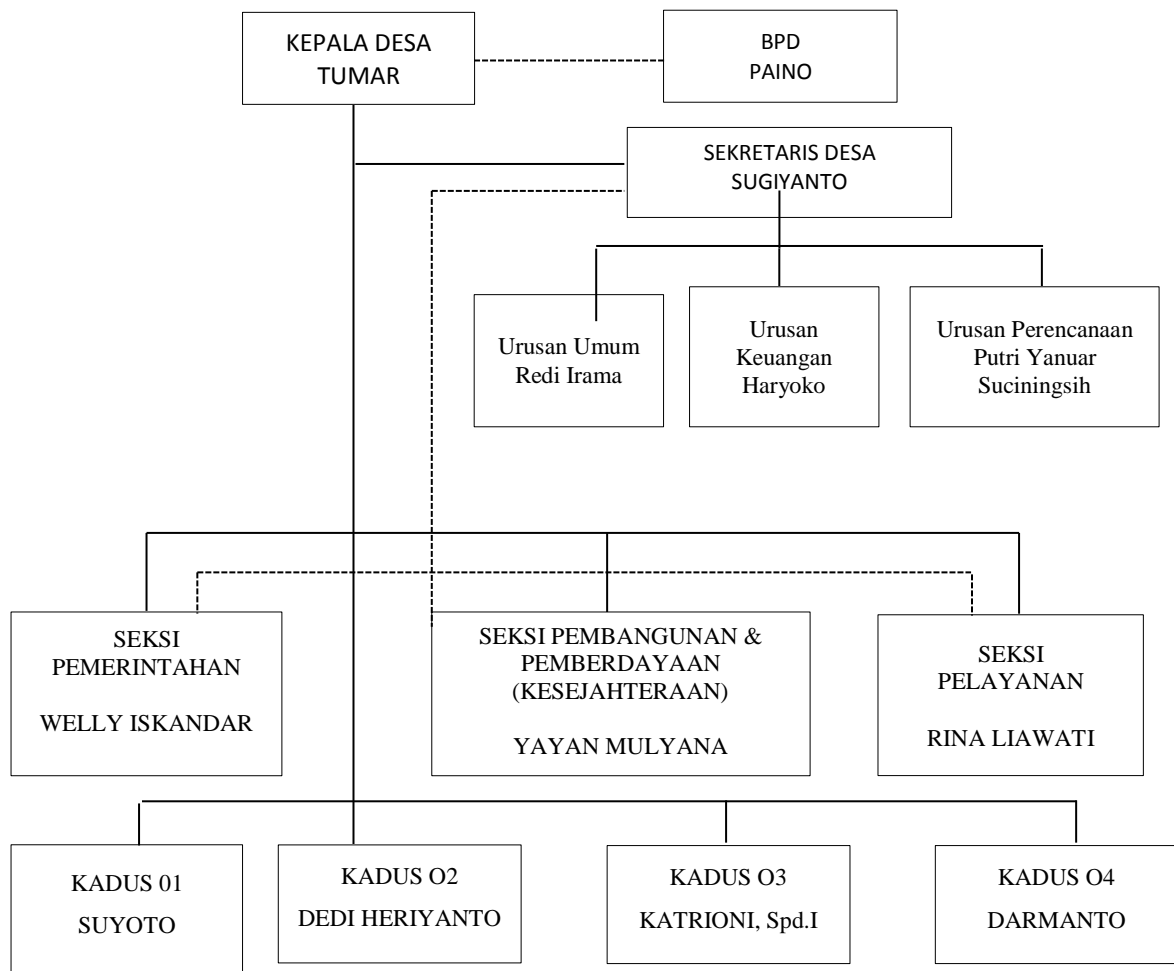 KEPALA DESA
TUMAR
BPD
PAINO
SEKRETARIS DESA
SUGIYANTO
Urusan Umum
Redi Irama
Urusan
Keuangan
Haryoko
Urusan Perencanaan
Putri Yanuar
Suciningsih
SEKSI
PEMERINTAHAN
WELLY ISKANDAR
SEKSI PEMBANGUNAN &
PEMBERDAYAAN
(KESEJAHTERAAN)
YAYAN MULYANA
SEKSI
PELAYANAN
RINA LIAWATI
KADUS 01
SUYOTO
KADUS O2
DEDI HERIYANTO
KADUS O3
KATRIONI, Spd.I
KADUS O4
DARMANTO